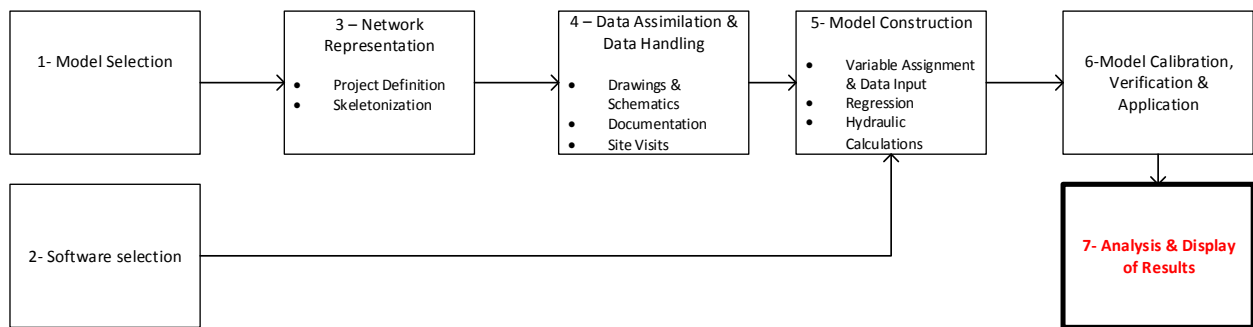 1- Model Selection
3 – Network
Representation
• Project Definition
• Skeletonization
4 – Data Assimilation &
Data Handling
• Drawings &
Schematics
• Documentation
• Site Visits
5- Model Construction
• Variable Assignment
& Data Input
• Regression
• Hydraulic
Calculations
6-Model Calibration,
Verification &
Application
2- Software selection
7- Analysis & Display
of Results